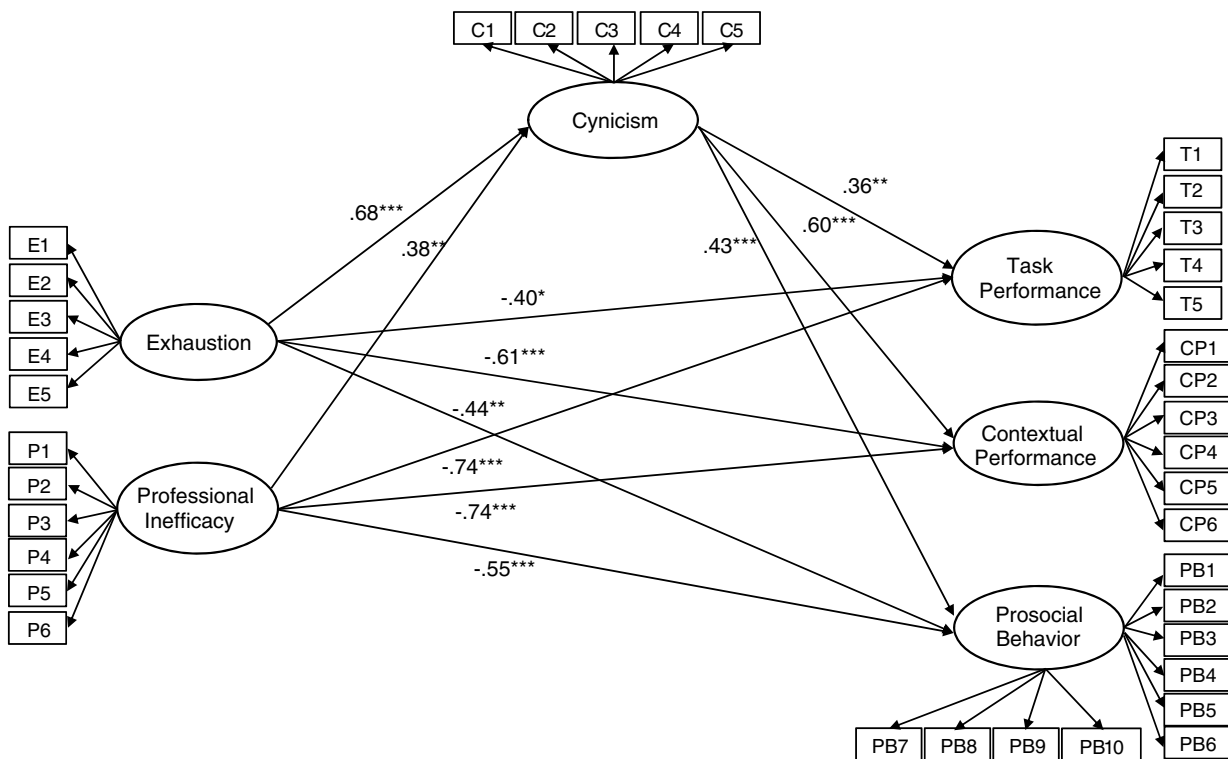 C1 C2 C3 C4 C5
Cynicism
.68***
.38**
.36**
.60***
.43***
T1
T2
T3
T4
T5
Task
Performance
E1
E2
E3
E4
E5
Exhaustion
-.40*
-.61***
-.44**
-.74***
-.74***
-.55***
CP1
CP2
CP3
CP4
CP5
CP6
Contextual
Performance
P1
P2
P3
P4
P5
P6
Professional
Inefficacy
PB1
PB2
PB3
PB4
PB5
PB6
Prosocial
Behavior
PB7 PB8 PB9 PB10